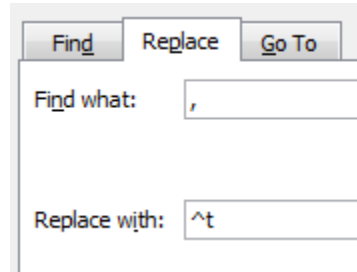 Find Replace Go To
Find what: ,
Replace with: ^t